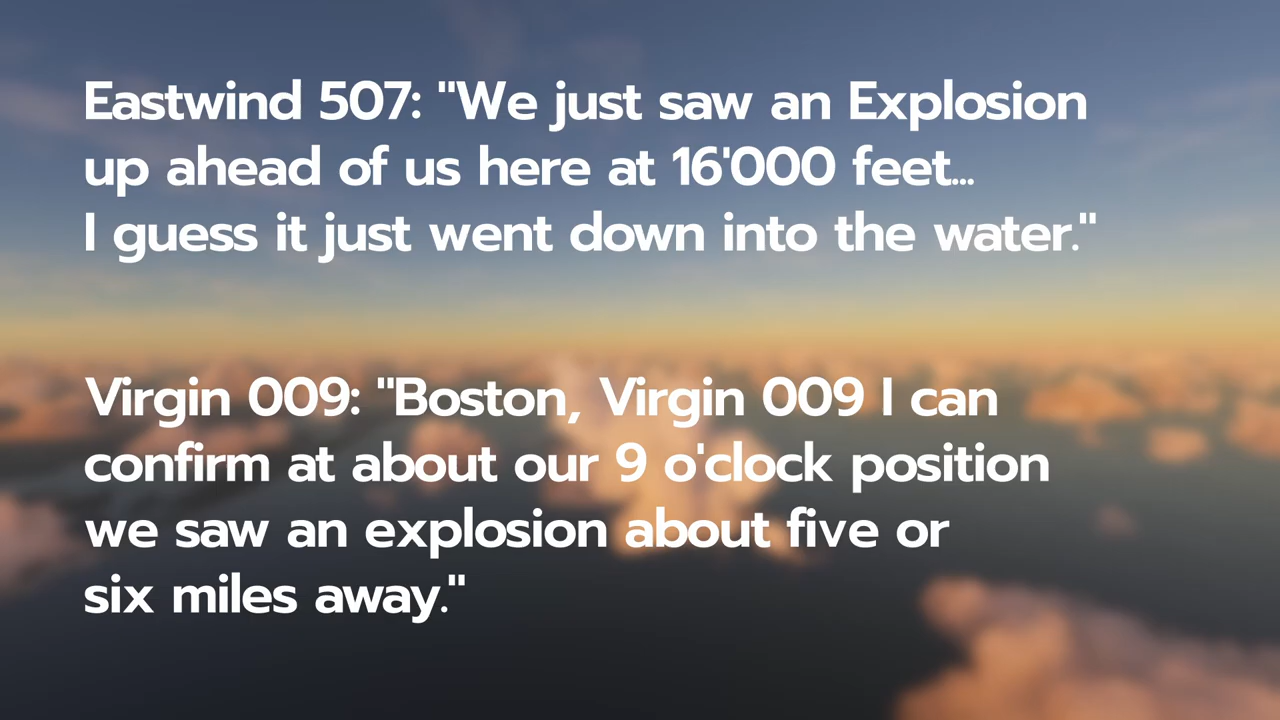 Eastwind 507: "We just saw an Explosion
up ahead of us here at 16'000 feet...
I guess it just went down into the water."
Virgin 009: "Boston, Virgin 009 I can
confirm at about our 9 o'clock position
we saw an explosion about five or
six miles away."